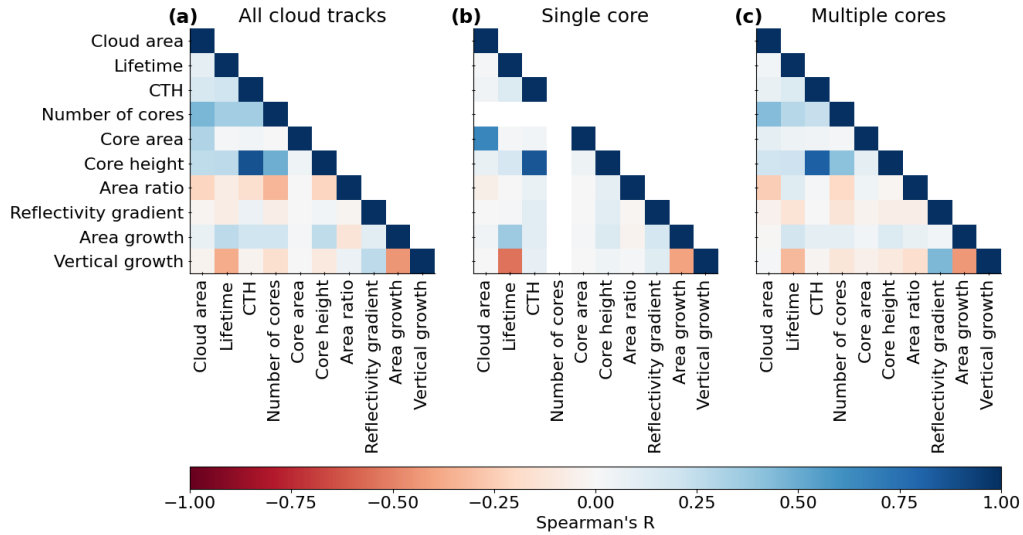 (a) All cloud tracks
(b) Single core
(c) Multiple cores
Cloud area
Lifetime
CTH
Number of cores
Core area
Core height
Area ratio
Reflectivity gradient
Area growth
Vertical growth
Cloud area
Lifetime
CTH
Number of cores
Core area
Core height
Area ratio
Reflectivity gradient
Area growth
Vertical growth
Cloud area
Lifetime
CTH
Number of cores
Core area
Core height
Area ratio
Reflectivity gradient
Area growth
Vertical growth
Cloud area
Lifetime
CTH
Number of cores
Core area
Core height
Area ratio
Reflectivity gradient
Area growth
Vertical growth
−1.00 −0.75 −0.50 −0.25 0.00 0.25 0.50 0.75 1.00
Spearman's R